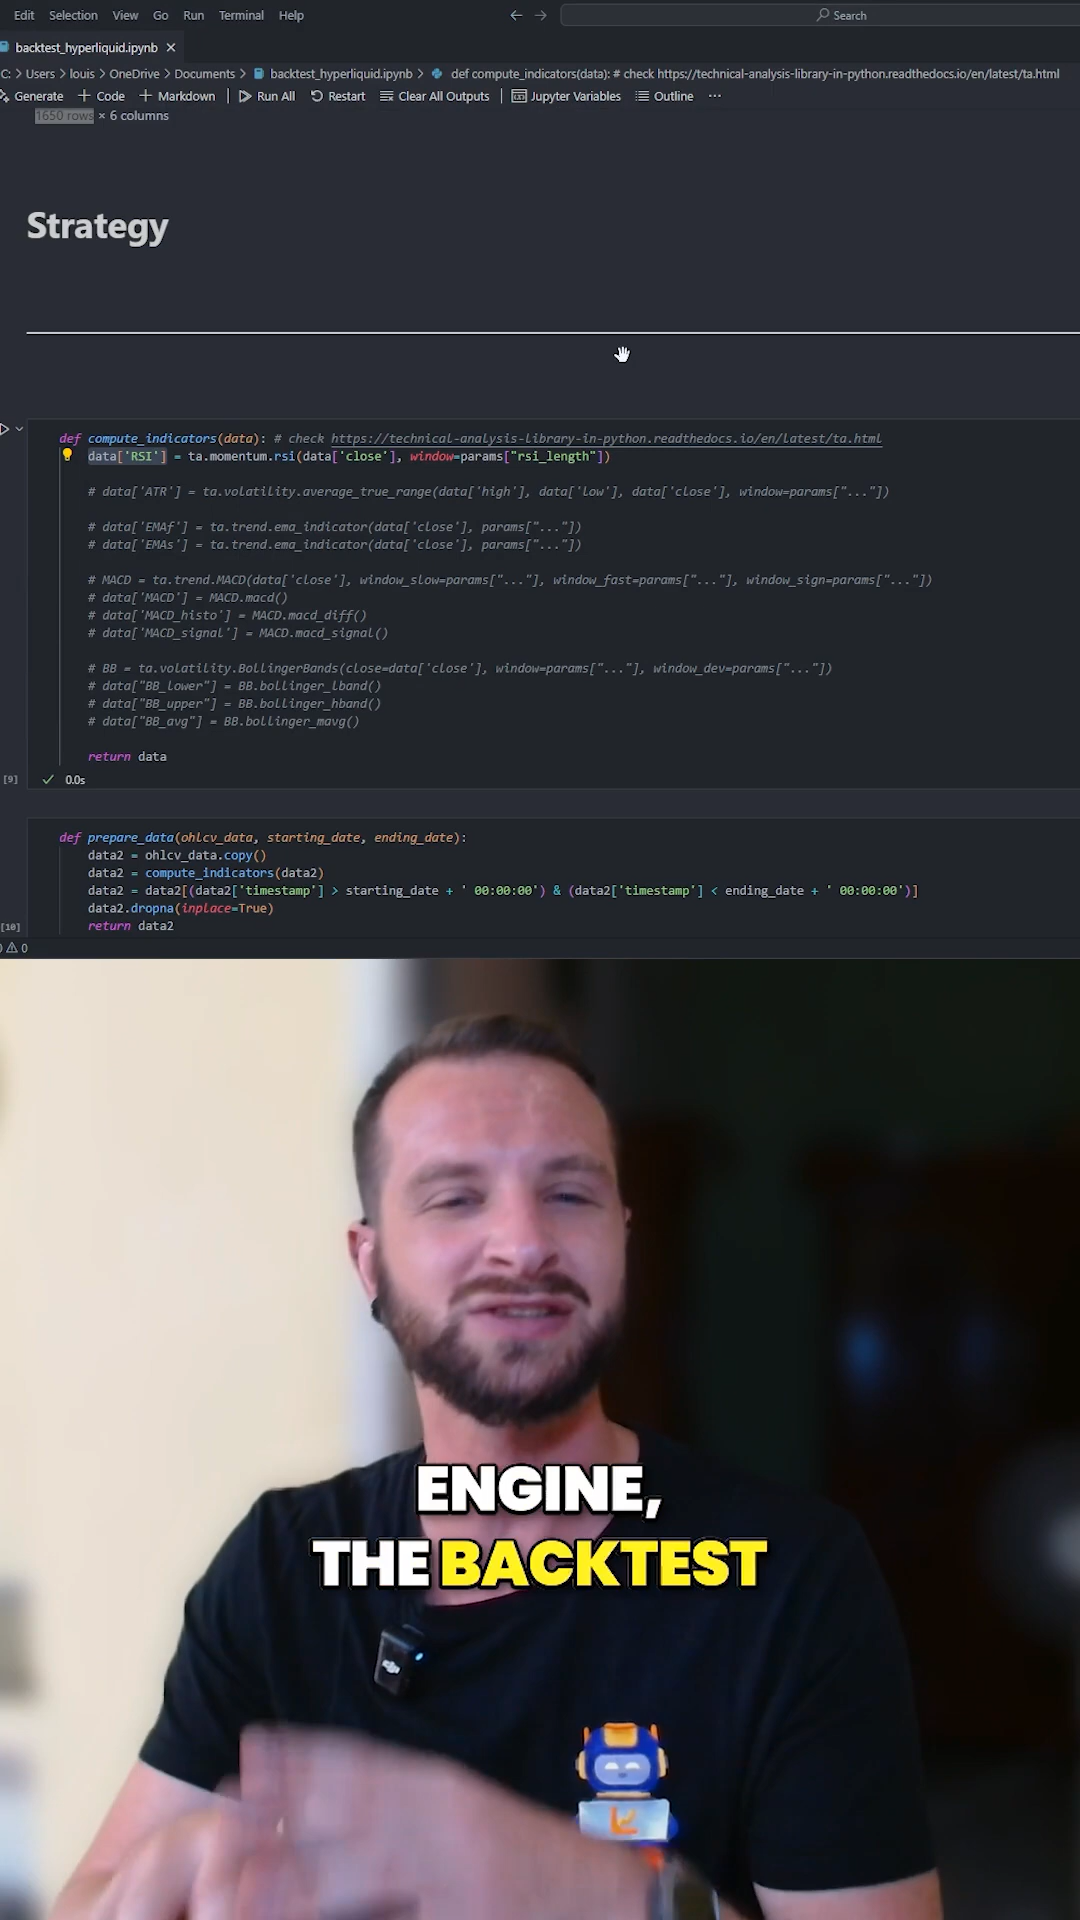 Edit Selection View Go Run Terminal Help
Search
backtest_hyperliquid.ipynb
C: > Users > louis > OneDrive > Documents > backtest_hyperliquid.ipynb > def compute_indicators(data): # check https://technical-analysis-library-in-python.readthedocs.io/en/latest/ta.html
Generate + Code + Markdown Run All Restart Clear All Outputs Jupyter Variables Outline ...
1650 rows × 6 columns
Strategy
def compute_indicators(data): # check https://technical-analysis-library-in-python.readthedocs.io/en/latest/ta.html
data['RSI'] = ta.momentum.rsi(data['close'], window=params["rsi_length"])
# data['ATR'] = ta.volatility.average_true_range(data['high'], data['low'], data['close'], window=params["..."])
# data['EMAf'] = ta.trend.ema_indicator(data['close'], params["..."])
# data['EMAs'] = ta.trend.ema_indicator(data['close'], params["..."])
# MACD = ta.trend.MACD(data['close'], window_slow=params["..."], window_fast=params["..."], window_sign=params["..."])
# data['MACD'] = MACD.macd()
# data['MACD_histo'] = MACD.macd_diff()
# data['MACD_signal'] = MACD.macd_signal()
# BB = ta.volatility.BollingerBands(close=data['close'], window=params["..."], window_dev=params["..."])
# data["BB_lower"] = BB.bollinger_lband()
# data["BB_upper"] = BB.bollinger_hband()
# data["BB_avg"] = BB.bollinger_mavg()
return data
[9] 0.0s
def prepare_data(ohlcv_data, starting_date, ending_date):
data2 = ohlcv_data.copy()
data2 = compute_indicators(data2)
data2 = data2[(data2['timestamp'] > starting_date + ' 00:00:00') & (data2['timestamp'] < ending_date + ' 00:00:00')]
data2.dropna(inplace=True)
return data2
[10]
0 0
ENGINE,
THE BACKTEST
dji